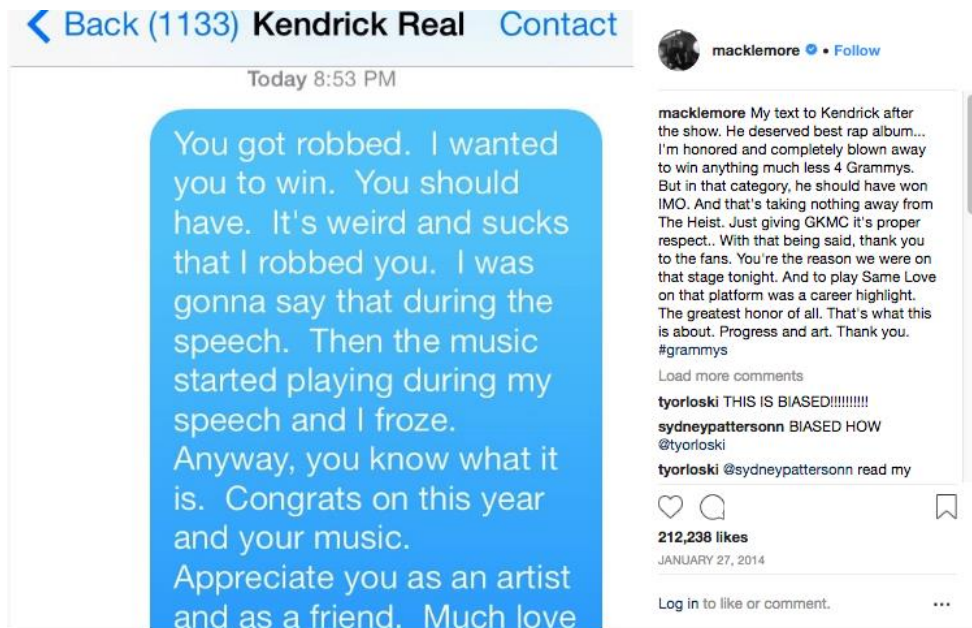 Back (1133) Kendrick Real Contact
Today 8:53 PM
You got robbed. I wanted
you to win. You should
have. It's weird and sucks
that I robbed you. I was
gonna say that during the
speech. Then the music
started playing during my
speech and I froze.
Anyway, you know what it
is. Congrats on this year
and your music.
Appreciate you as an artist
and as a friend. Much love
macklemore • Follow
macklemore My text to Kendrick after
the show. He deserved best rap album...
I'm honored and completely blown away
to win anything much less 4 Grammys.
But in that category, he should have won
IMO. And that's taking nothing away from
The Heist. Just giving GKMC it's proper
respect.. With that being said, thank you
to the fans. You're the reason we were on
that stage tonight. And to play Same Love
on that platform was a career highlight.
The greatest honor of all. That's what this
is about. Progress and art. Thank you.
#grammys
Load more comments
tyorloski THIS IS BIASED!!!!!!!!!!
sydneypattersonn BIASED HOW
@tyorloski
tyorloski @sydneypattersonn read my
212,238 likes
JANUARY 27, 2014
Log in to like or comment.